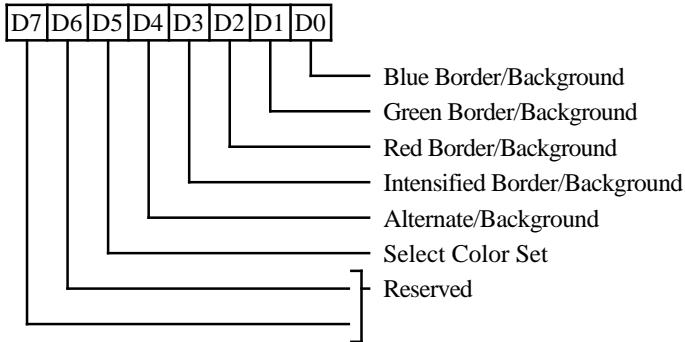 D7 D6 D5 D4 D3 D2 D1 D0
Blue Border/Background
Green Border/Background
Red Border/Background
Intensified Border/Background
Alternate/Background
Select Color Set
Reserved